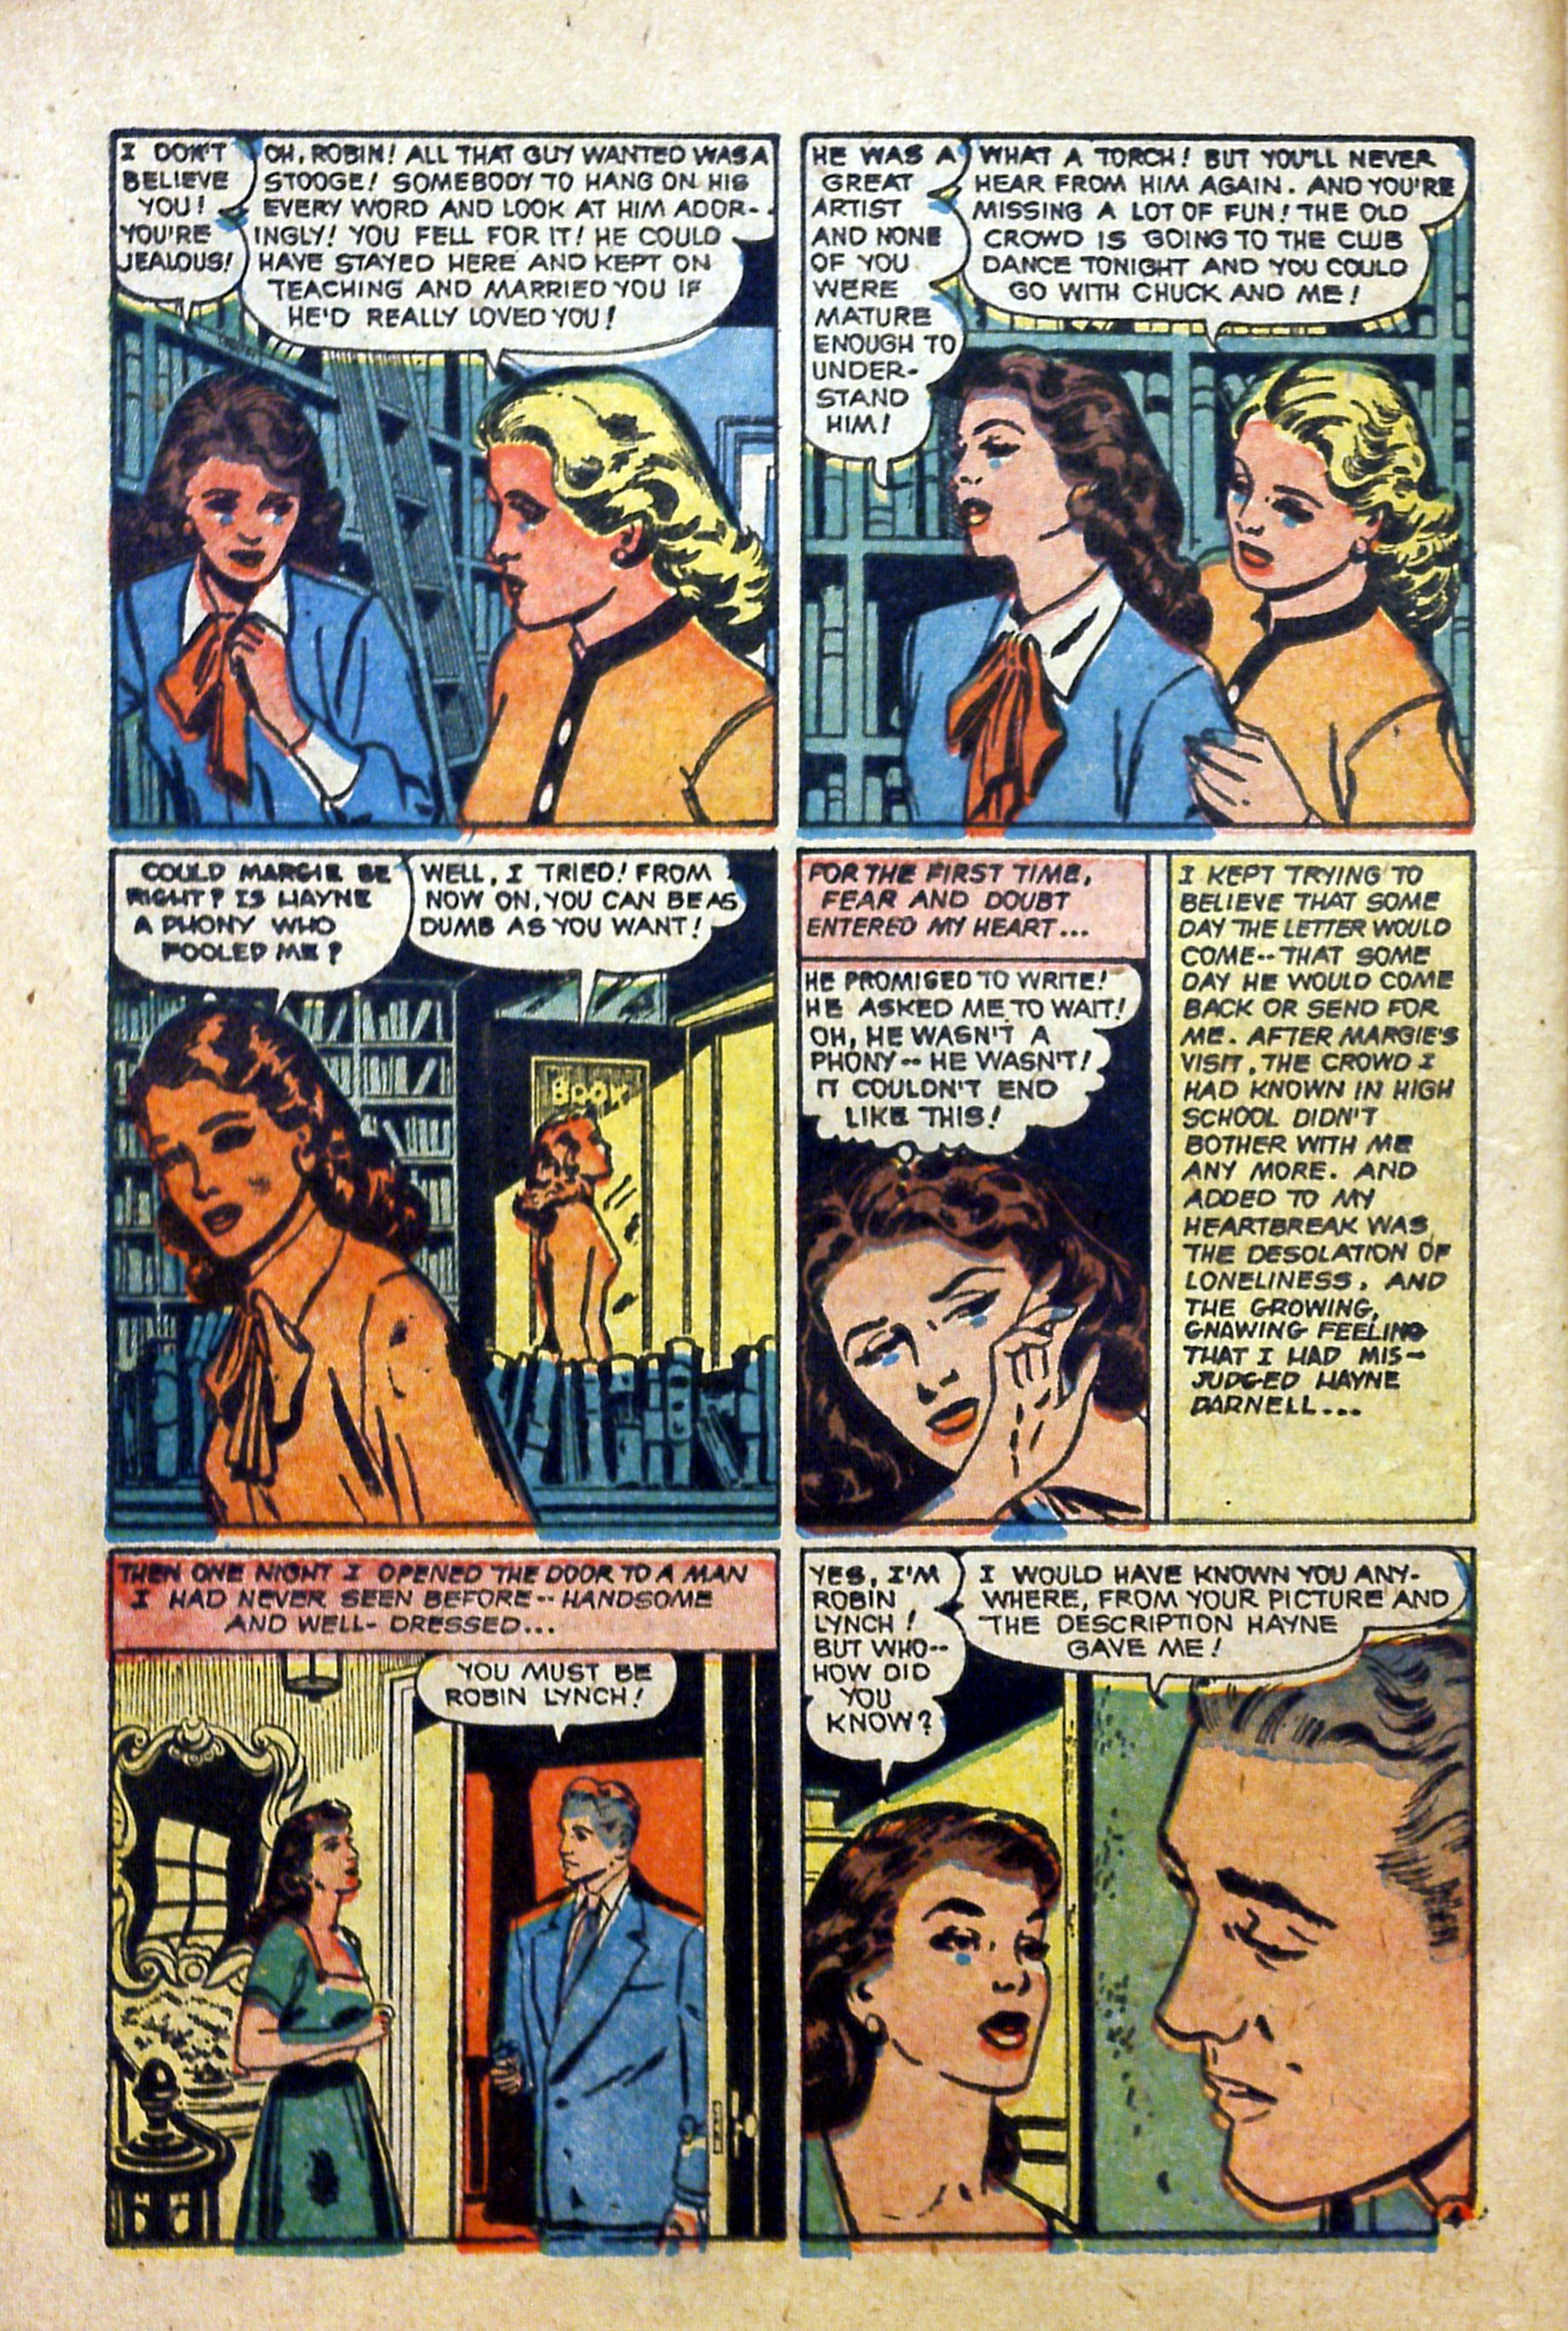 I DON'T
BELIEVE
YOU!
YOU'RE
JEALOUS!
OH, ROBIN! ALL THAT GUY WANTED WAS A
STOOGE! SOMEBODY TO HANG ON HIS
EVERY WORD AND LOOK AT HIM ADOR-
INGLY! YOU FELL FOR IT! HE COULD
HAVE STAYED HERE AND KEPT ON
TEACHING AND MARRIED YOU IF
HE'D REALLY LOVED YOU!
HE WAS A
GREAT
ARTIST
AND NONE
OF YOU
WERE
MATURE
ENOUGH TO
UNDER-
STAND
HIM!
WHAT A TORCH! BUT YOU'LL NEVER
HEAR FROM HIM AGAIN. AND YOU'RE
MISSING A LOT OF FUN! THE OLD
CROWD IS GOING TO THE CLUB
DANCE TONIGHT AND YOU COULD
GO WITH CHUCK AND ME!
COULD MARGIE BE
RIGHT? IS HAYNE
A PHONY WHO
FOOLED ME?
WELL, I TRIED! FROM
NOW ON, YOU CAN BE AS
DUMB AS YOU WANT!
BOOK
FOR THE FIRST TIME,
FEAR AND DOUBT
ENTERED MY HEART...
HE PROMISED TO WRITE!
HE ASKED ME TO WAIT!
OH, HE WASN'T A
PHONY-- HE WASN'T!
IT COULDN'T END
LIKE THIS!
I KEPT TRYING TO
BELIEVE THAT SOME
DAY THE LETTER WOULD
COME-- THAT SOME
DAY HE WOULD COME
BACK OR SEND FOR
ME. AFTER MARGIE'S
VISIT, THE CROWD I
HAD KNOWN IN HIGH
SCHOOL DIDN'T
BOTHER WITH ME
ANY MORE. AND
ADDED TO MY
HEARTBREAK WAS
THE DESOLATION OF
LONELINESS, AND
THE GROWING,
GNAWING FEELING
THAT I HAD MIS-
JUDGED HAYNE
DARNELL...
THEN ONE NIGHT I OPENED THE DOOR TO A MAN
I HAD NEVER SEEN BEFORE-- HANDSOME
AND WELL-DRESSED...
YOU MUST BE
ROBIN LYNCH!
YES, I'M
ROBIN
LYNCH!
BUT WHO--
HOW DID
YOU
KNOW?
I WOULD HAVE KNOWN YOU ANY-
WHERE, FROM YOUR PICTURE AND
THE DESCRIPTION HAYNE
GAVE ME!
4